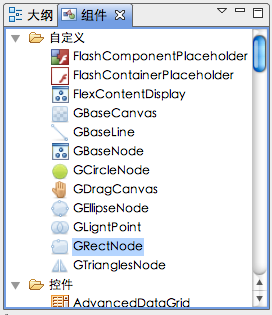 大纲 组件
自定义
FlashComponentPlaceholder
FlashContainerPlaceholder
FlexContentDisplay
GBaseCanvas
GBaseLine
GBaseNode
GCircleNode
GDragCanvas
GEllipseNode
GLigntPoint
GRectNode
GTrianglesNode
控件
AdvancedDataGrid